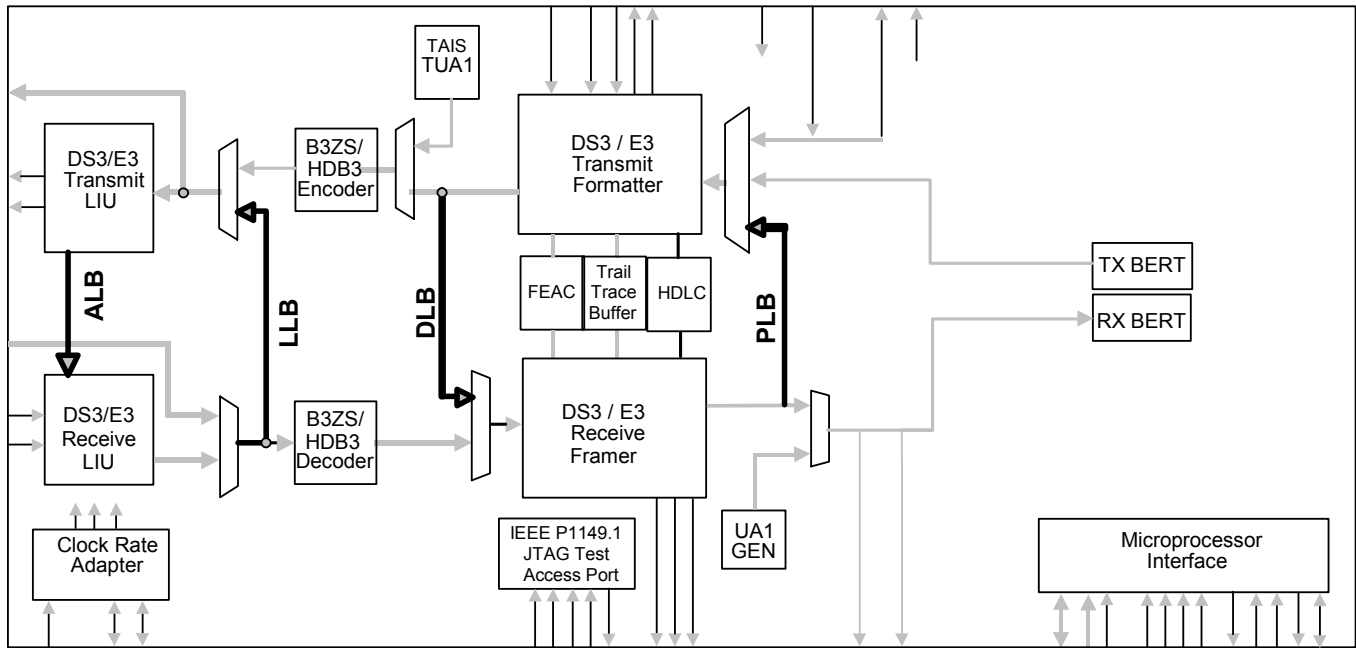 TAIS
TUA1
DS3/E3
Transmit
LIU
B3ZS/
HDB3
Encoder
DS3 / E3
Transmit
Formatter
ALB
LLB
DLB
FEAC
Trail
Trace
Buffer
HDLC
PLB
TX BERT
RX BERT
DS3/E3
Receive
LIU
B3ZS/
HDB3
Decoder
DS3 / E3
Receive
Framer
Clock Rate
Adapter
IEEE P1149.1
JTAG Test
Access Port
UA1
GEN
Microprocessor
Interface